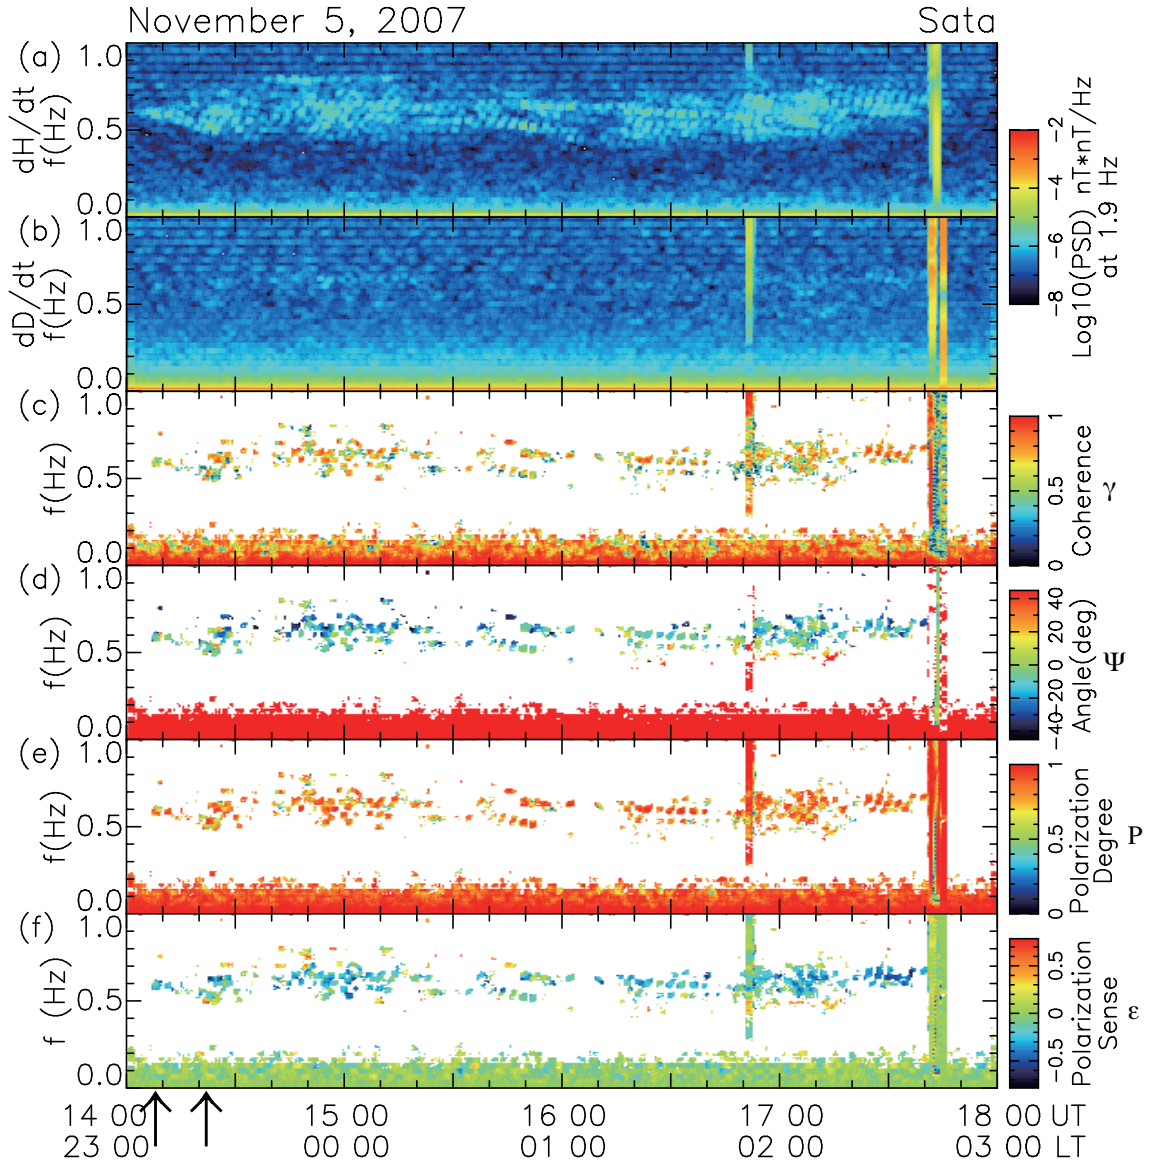 November 5, 2007 Sata
(a)
1.0
0.5
0.0
dH/dt
f(Hz)
(b)
1.0
0.5
0.0
dD/dt
f(Hz)
-2
-4
-6
-8
Log10(PSD) nT*nT/Hz
at 1.9 Hz
(c)
1.0
0.5
0.0
f(Hz)
1
0.5
0
Coherence
γ
(d)
1.0
0.5
0.0
f(Hz)
40
20
0
-20
-40
Angle(deg)
Ψ
(e)
1.0
0.5
0.0
f(Hz)
1
0.5
0
Polarization
Degree
P
(f)
1.0
0.5
0.0
f (Hz)
0.5
0
-0.5
Polarization
Sense
ε
14 00 15 00 16 00 17 00 18 00 UT
23 00 00 00 01 00 02 00 03 00 LT